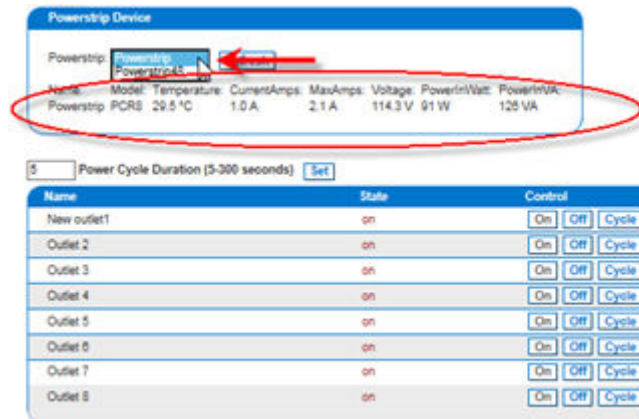 Powerstrip Device
Powerstrip: Powerstrip
Powerstrip45
Name: Model: Temperature: CurrentAmps: MaxAmps: Voltage: PowerInWatt: PowerInVA:
Powerstrip PCR8 29.5 °C 1.0 A 2.1 A 114.3 V 91 W 126 VA
5 Power Cycle Duration (5-300 seconds) Set
Name State Control
New outlet1 on On Off Cycle
Outlet 2 on On Off Cycle
Outlet 3 on On Off Cycle
Outlet 4 on On Off Cycle
Outlet 5 on On Off Cycle
Outlet 6 on On Off Cycle
Outlet 7 on On Off Cycle
Outlet 8 on On Off Cycle